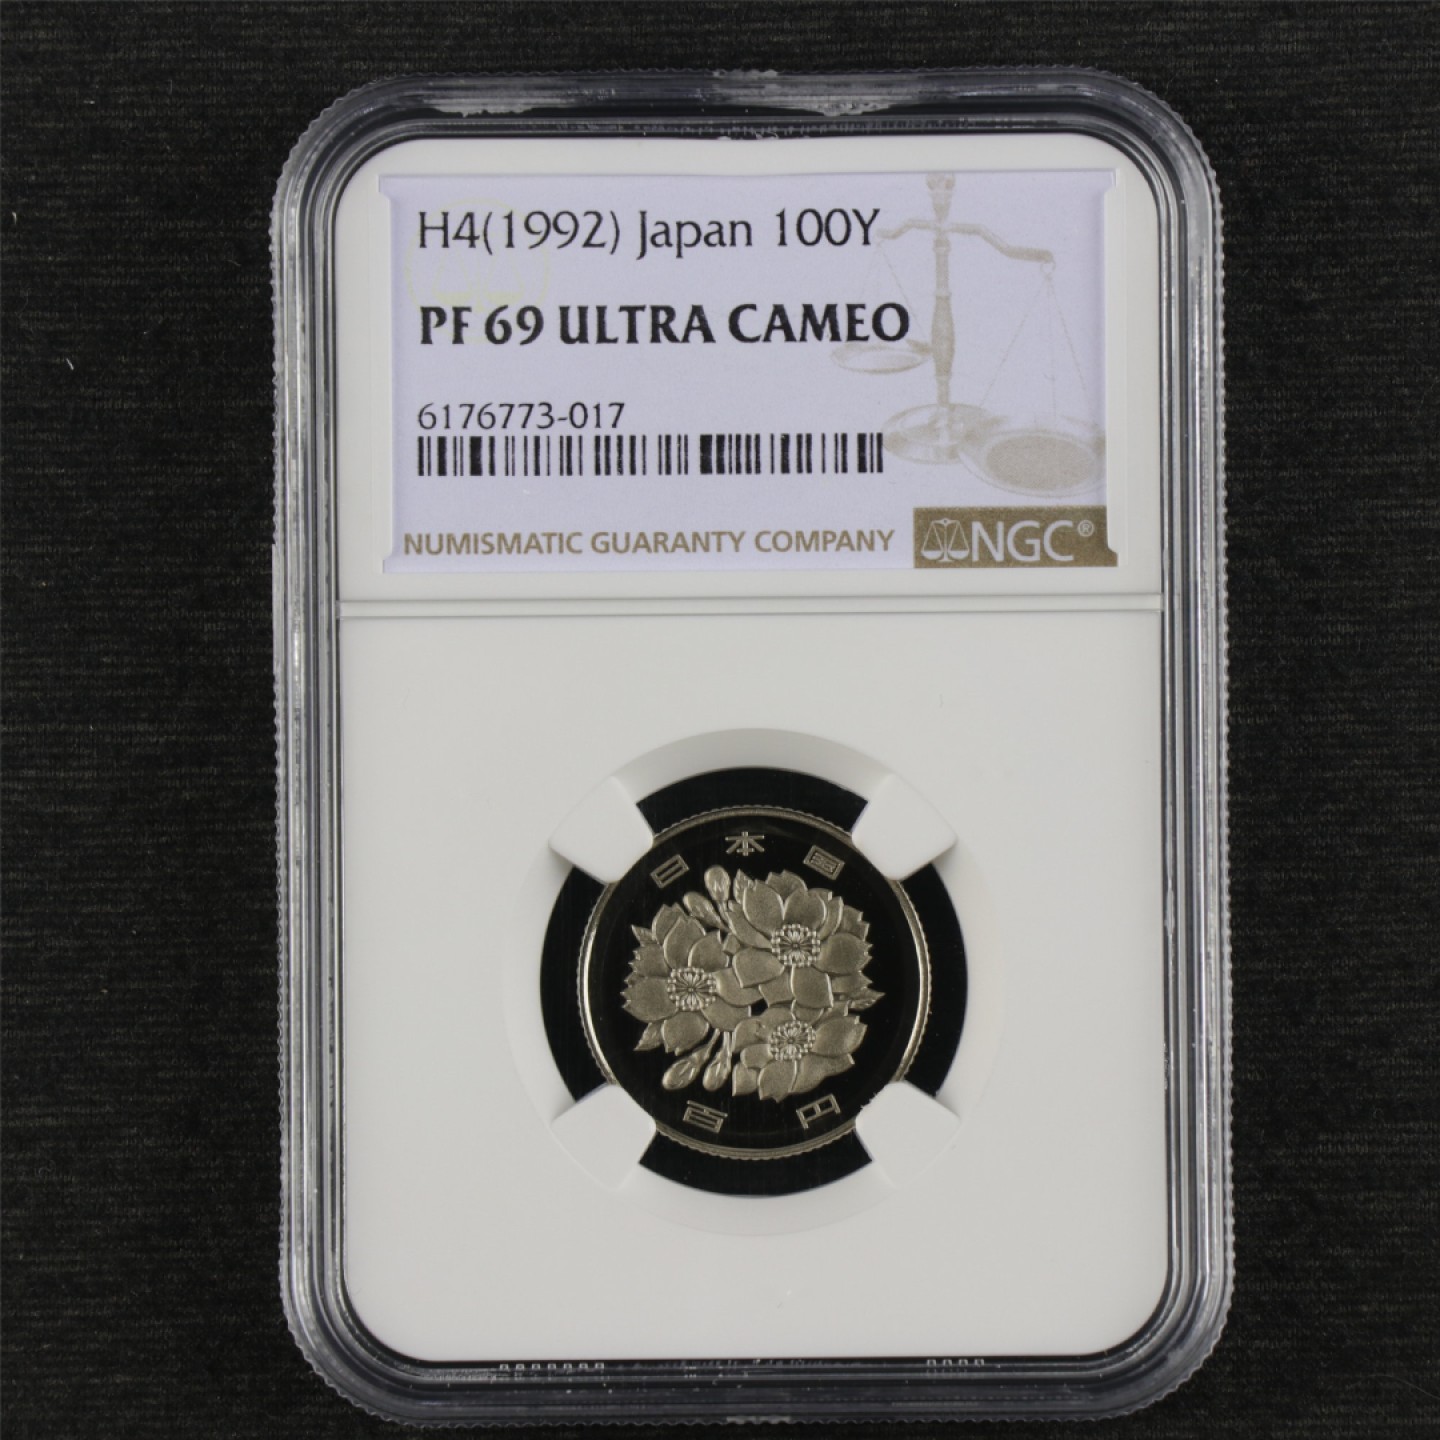 H4(1992) Japan 100Y
PF 69 ULTRA CAMEO
6176773-017
NUMISMATIC GUARANTY COMPANY NGC®
日本国
百円